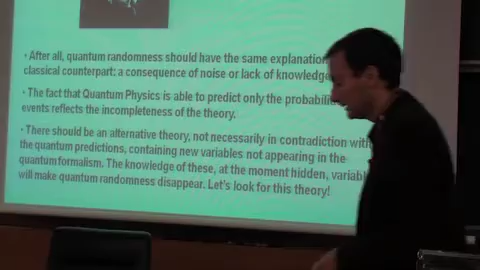 • After all, quantum randomness should have the same explanation
classical counterpart: a consequence of noise or lack of knowledge
• The fact that Quantum Physics is able to predict only the
events reflects the incompleteness of the theory.
• There should be an alternative theory, not necessarily in contradiction with
the quantum predictions, containing new variables not appearing in the
quantum formalism. The knowledge of these, at the moment hidden,
will make quantum randomness disappear. Let's look for this theory!